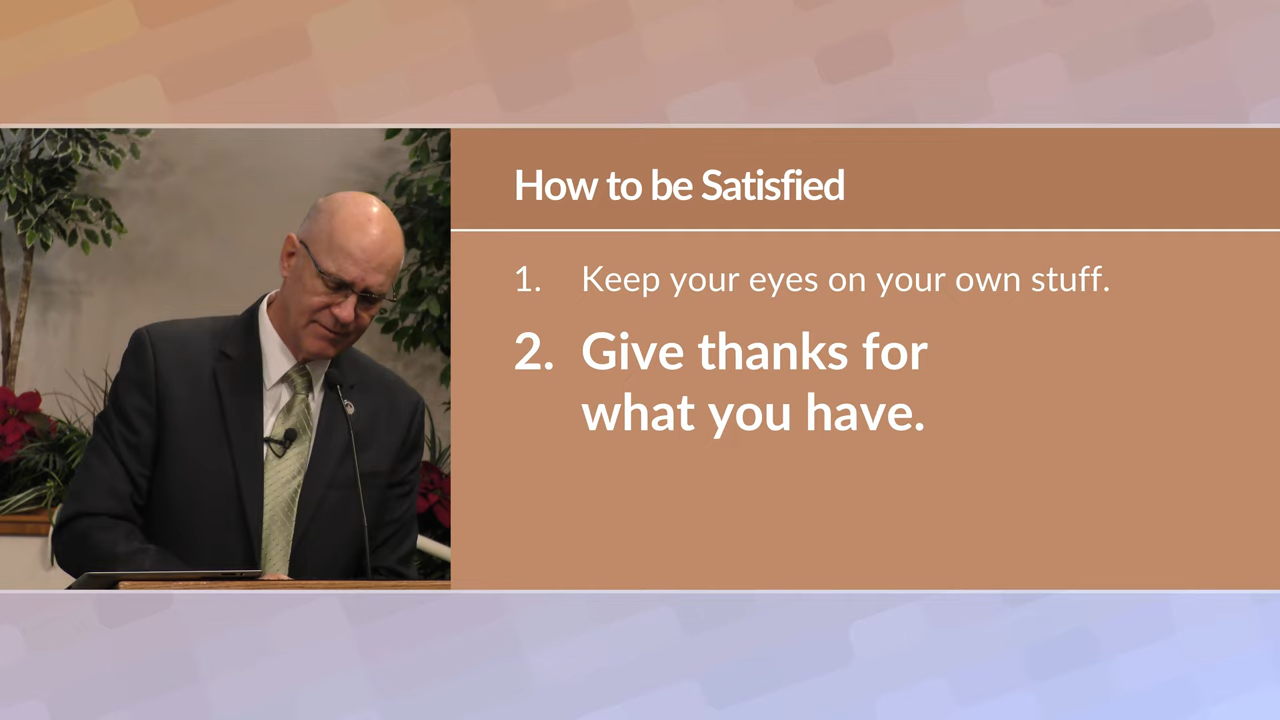 How to be Satisfied
1. Keep your eyes on your own stuff.
2. Give thanks for
what you have.